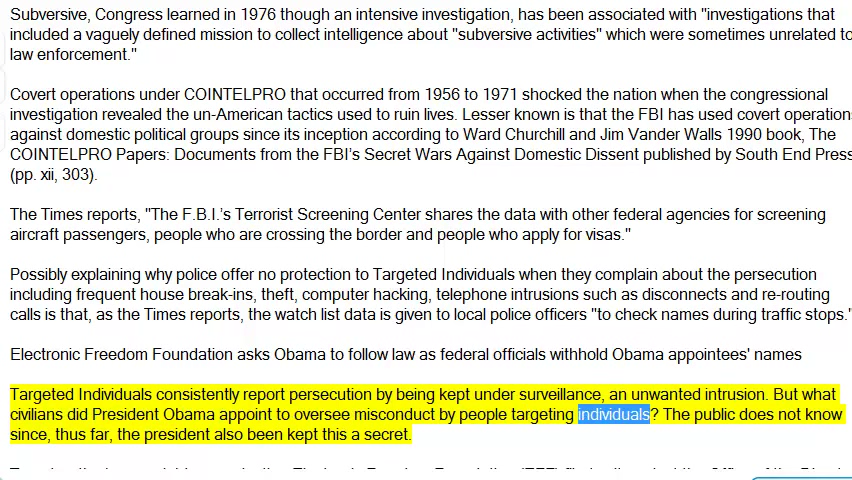 Subversive, Congress learned in 1976 though an intensive investigation, has been associated with "investigations that
included a vaguely defined mission to collect intelligence about "subversive activities" which were sometimes unrelated to
law enforcement."
Covert operations under COINTELPRO that occurred from 1956 to 1971 shocked the nation when the congressional
investigation revealed the un-American tactics used to ruin lives. Lesser known is that the FBI has used covert operations
against domestic political groups since its inception according to Ward Churchill and Jim Vander Walls 1990 book, The
COINTELPRO Papers: Documents from the FBI's Secret Wars Against Domestic Dissent published by South End Press
(pp. xii, 303).
The Times reports, "The F.B.I.'s Terrorist Screening Center shares the data with other federal agencies for screening
aircraft passengers, people who are crossing the border and people who apply for visas."
Possibly explaining why police offer no protection to Targeted Individuals when they complain about the persecution
including frequent house break-ins, theft, computer hacking, telephone intrusions such as disconnects and re-routing
calls is that, as the Times reports, the watch list data is given to local police officers "to check names during traffic stops."
Electronic Freedom Foundation asks Obama to follow law as federal officials withhold Obama appointees' names
Targeted Individuals consistently report persecution by being kept under surveillance, an unwanted intrusion. But what
civilians did President Obama appoint to oversee misconduct by people targeting individuals? The public does not know
since, thus far, the president also been kept this a secret.